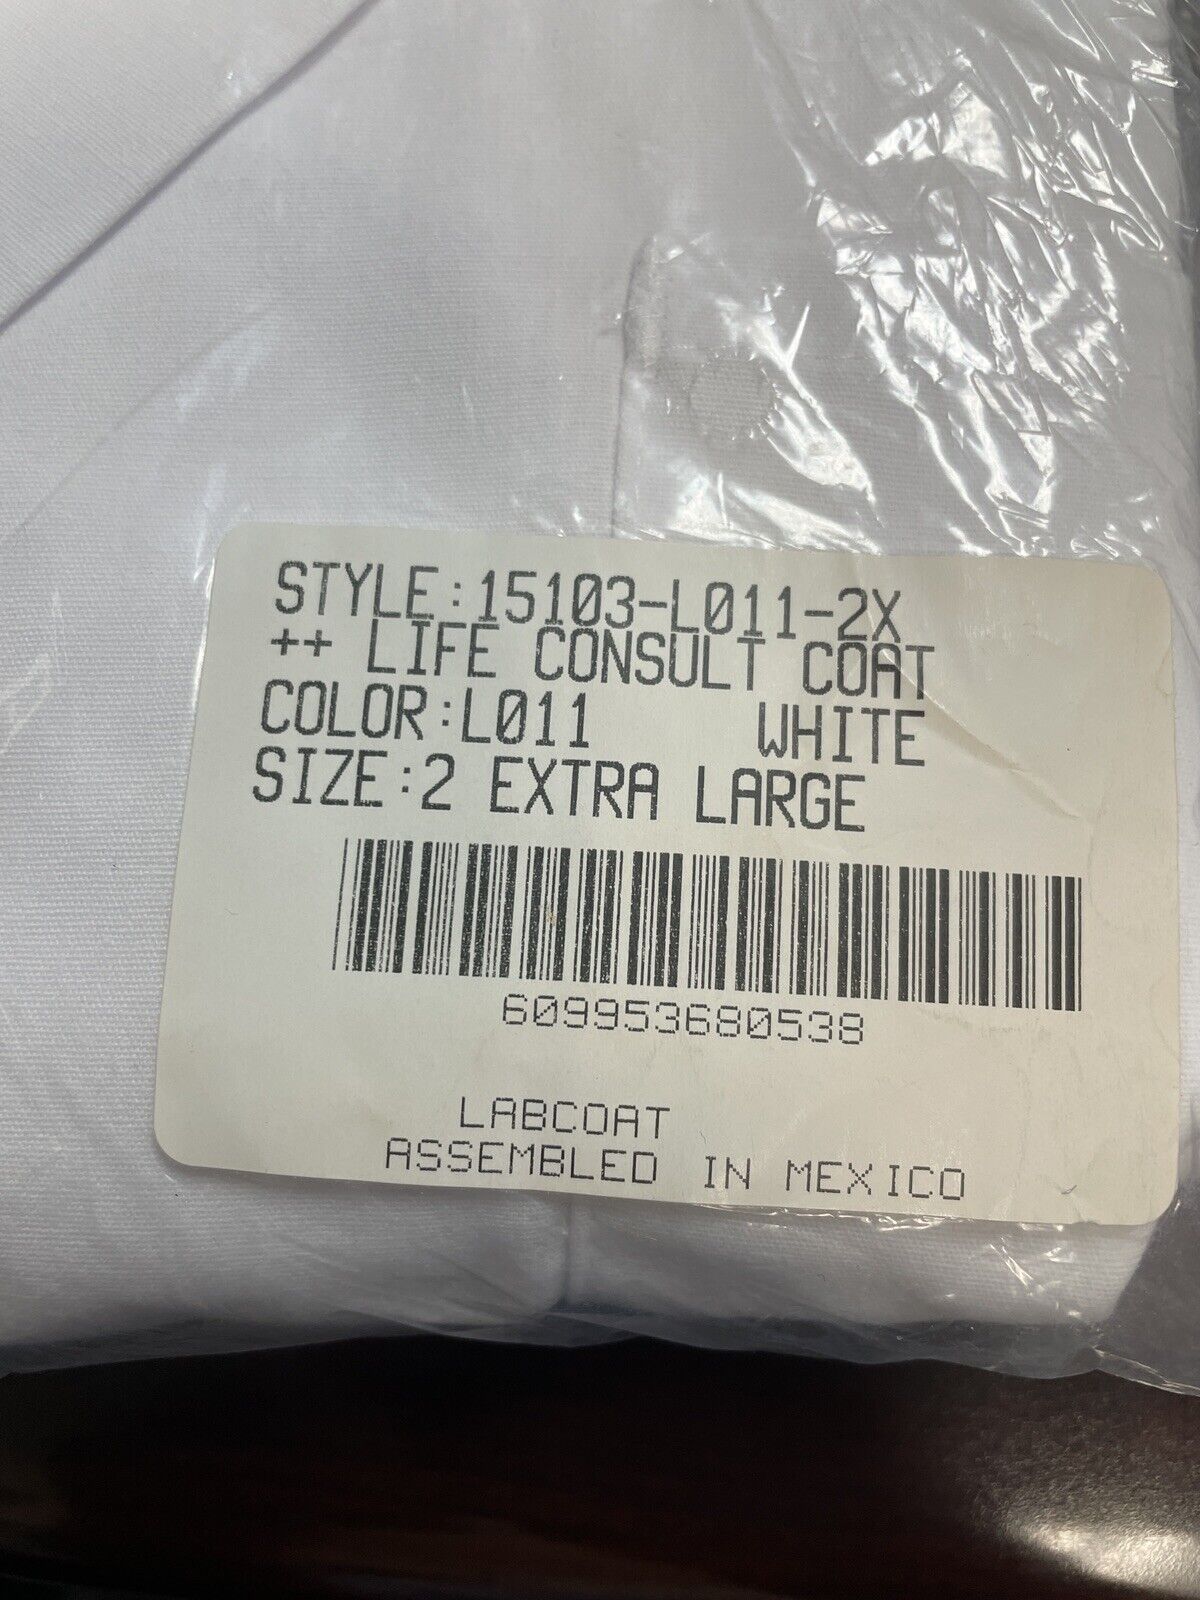 STYLE:15103-L011-2X
++ LIFE CONSULT COAT
COLOR:L011 WHITE
SIZE:2 EXTRA LARGE
609953680538
LABCOAT
ASSEMBLED IN MEXICO